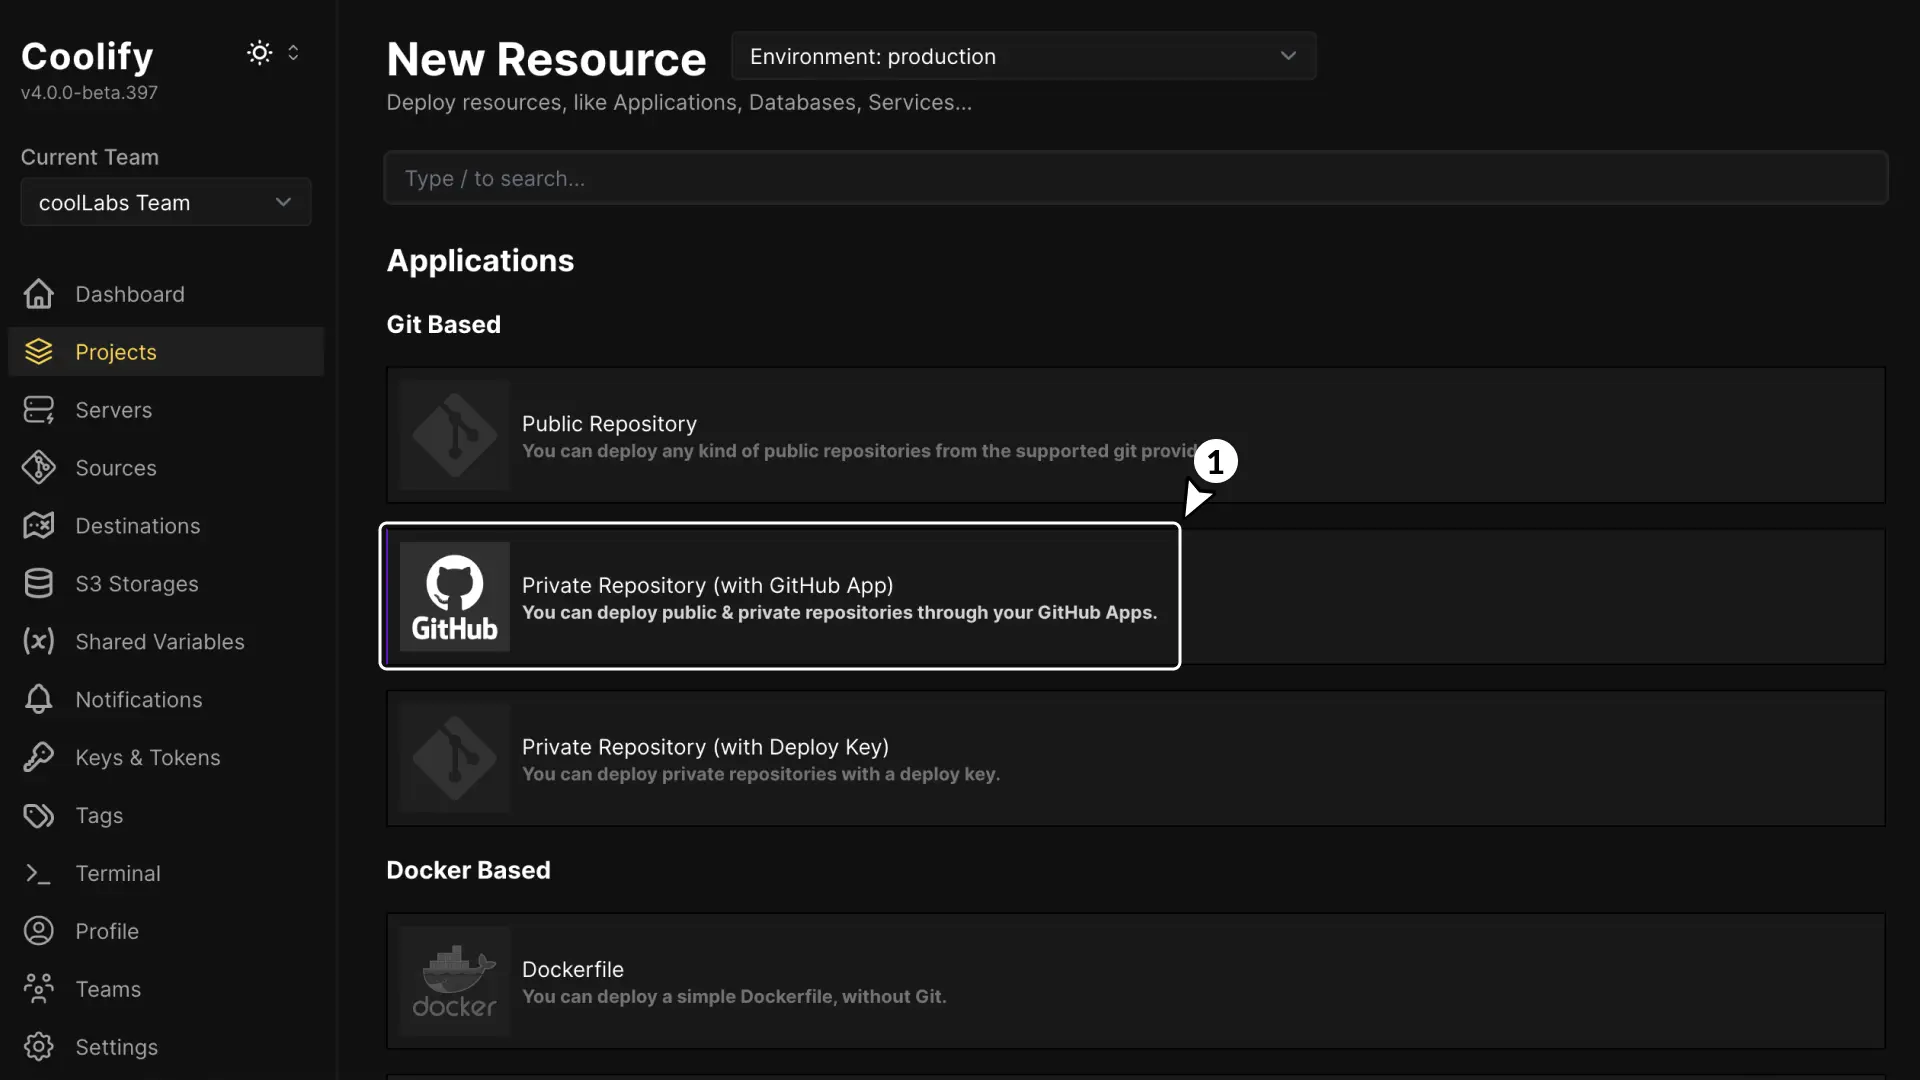 Coolify
v4.0.0-beta.397
Current Team
coolLabs Team
Dashboard
Projects
Servers
Sources
Destinations
S3 Storages
Shared Variables
Notifications
Keys & Tokens
Tags
Terminal
Profile
Teams
Settings
New Resource
Environment: production
Deploy resources, like Applications, Databases, Services...
Type / to search...
Applications
Git Based
Public Repository
You can deploy any kind of public repositories from the supported git provid
1
GitHub
Private Repository (with GitHub App)
You can deploy public & private repositories through your GitHub Apps.
Private Repository (with Deploy Key)
You can deploy private repositories with a deploy key.
Docker Based
docker
Dockerfile
You can deploy a simple Dockerfile, without Git.